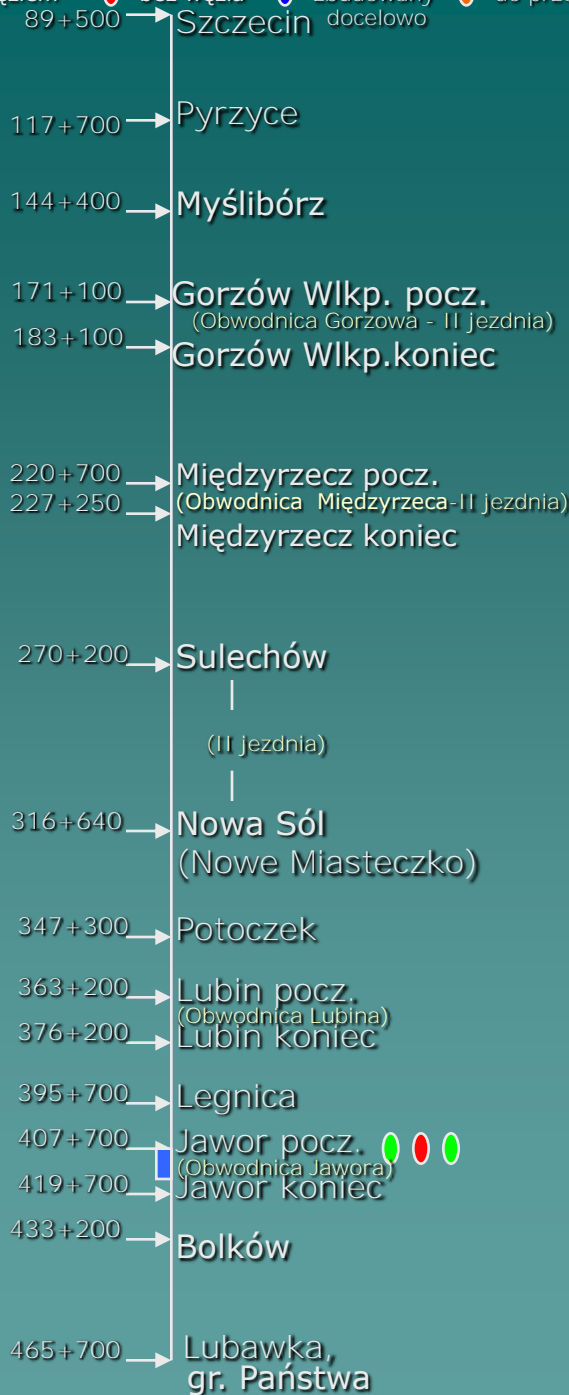 bez węzła zbudowany
89+500 Szczecin docelowo
117+700 Pyrzyce
144+400 Myślibórz
171+100 Gorzów Wlkp. pocz.
(Obwodnica Gorzowa - II jezdnia)
183+100 Gorzów Wlkp.koniec
220+700 Międzyrzecz pocz.
227+250 (Obwodnica Międzyrzeca-II jezdnia)
Międzyrzecz koniec
270+200 Sulechów
(II jezdnia)
316+640 Nowa Sól
(Nowe Miasteczko)
347+300 Potoczek
363+200 Lubin pocz.
(Obwodnica Lubina)
376+200 Lubin koniec
395+700 Legnica
407+700 Jawor pocz.
(Obwodnica Jawora)
419+700 Jawor koniec
433+200 Bolków
465+700 Lubawka,
gr. Państwa